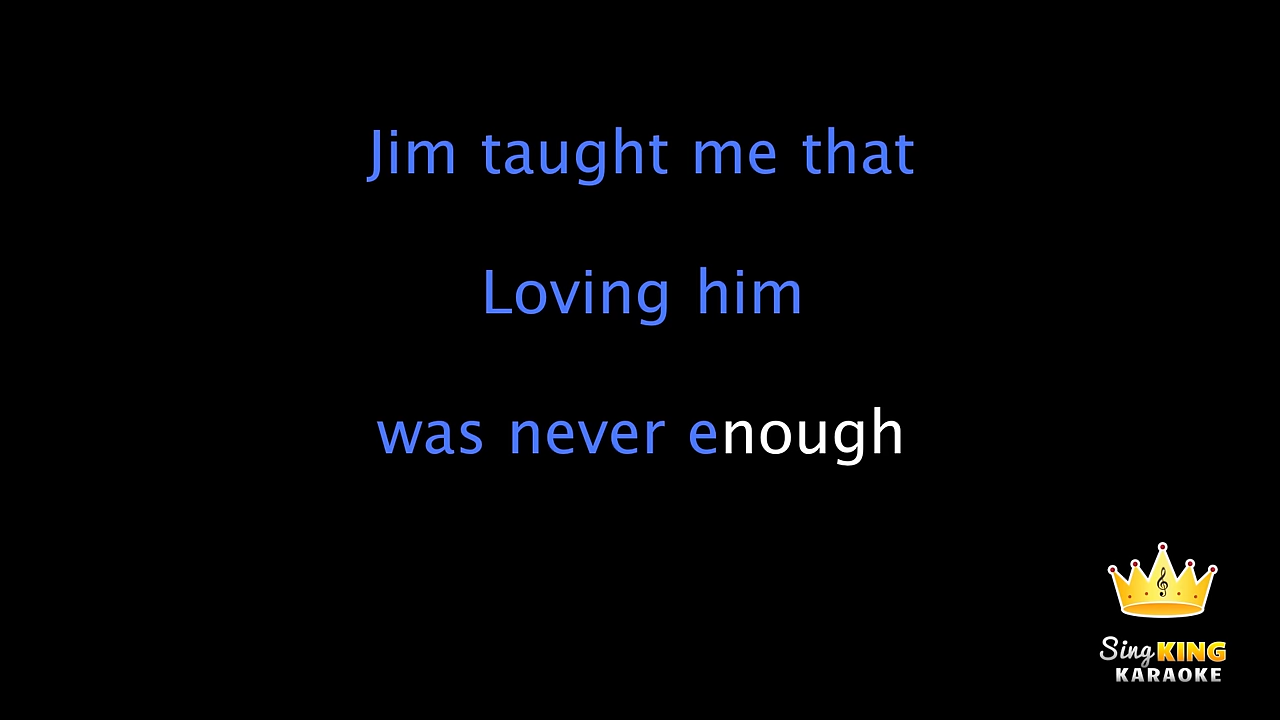 Jim taught me that
Loving him
was never enough
Sing KING
KARAOKE